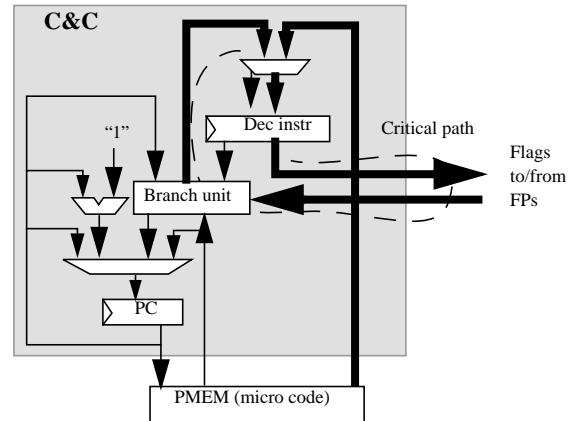 C&C
Dec instr
Critical path
“1”
Flags
to/from
FPs
Branch unit
PC
PMEM (micro code)